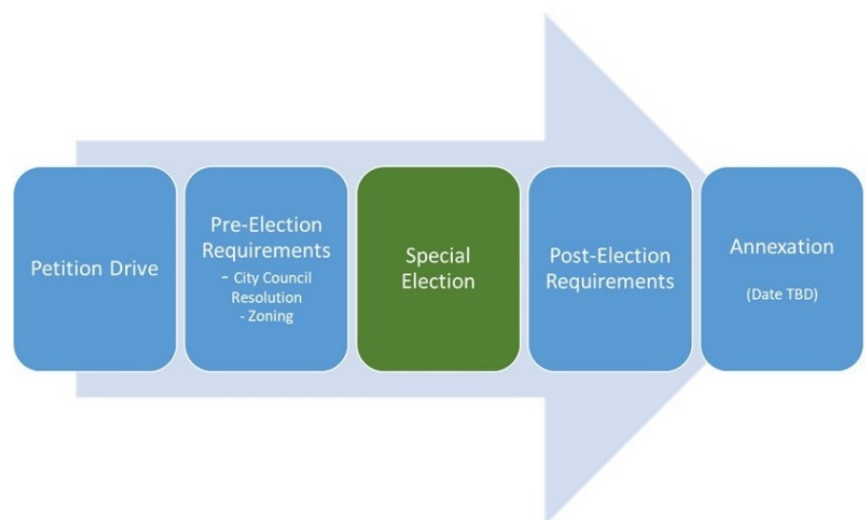 Petition Drive
Pre-Election
Requirements
- City Council
Resolution
- Zoning
Special
Election
Post-Election
Requirements
Annexation
(Date TBD)